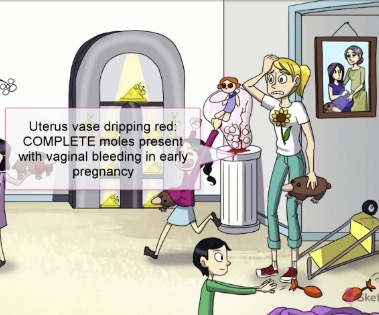 Uterus vase dripping red:
COMPLETE moles present
with vaginal bleeding in early
pregnancy